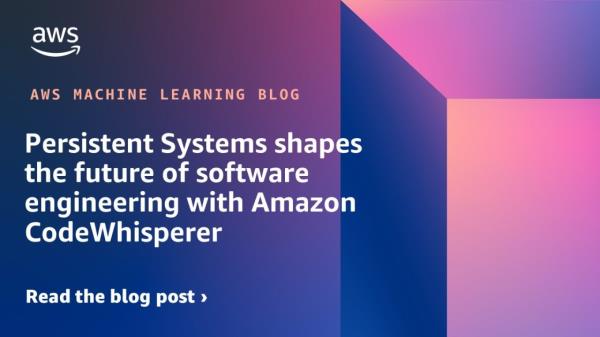 aws
AWS MACHINE LEARNING BLOG
Persistent Systems shapes
the future of software
engineering with Amazon
CodeWhisperer
Read the blog post ›